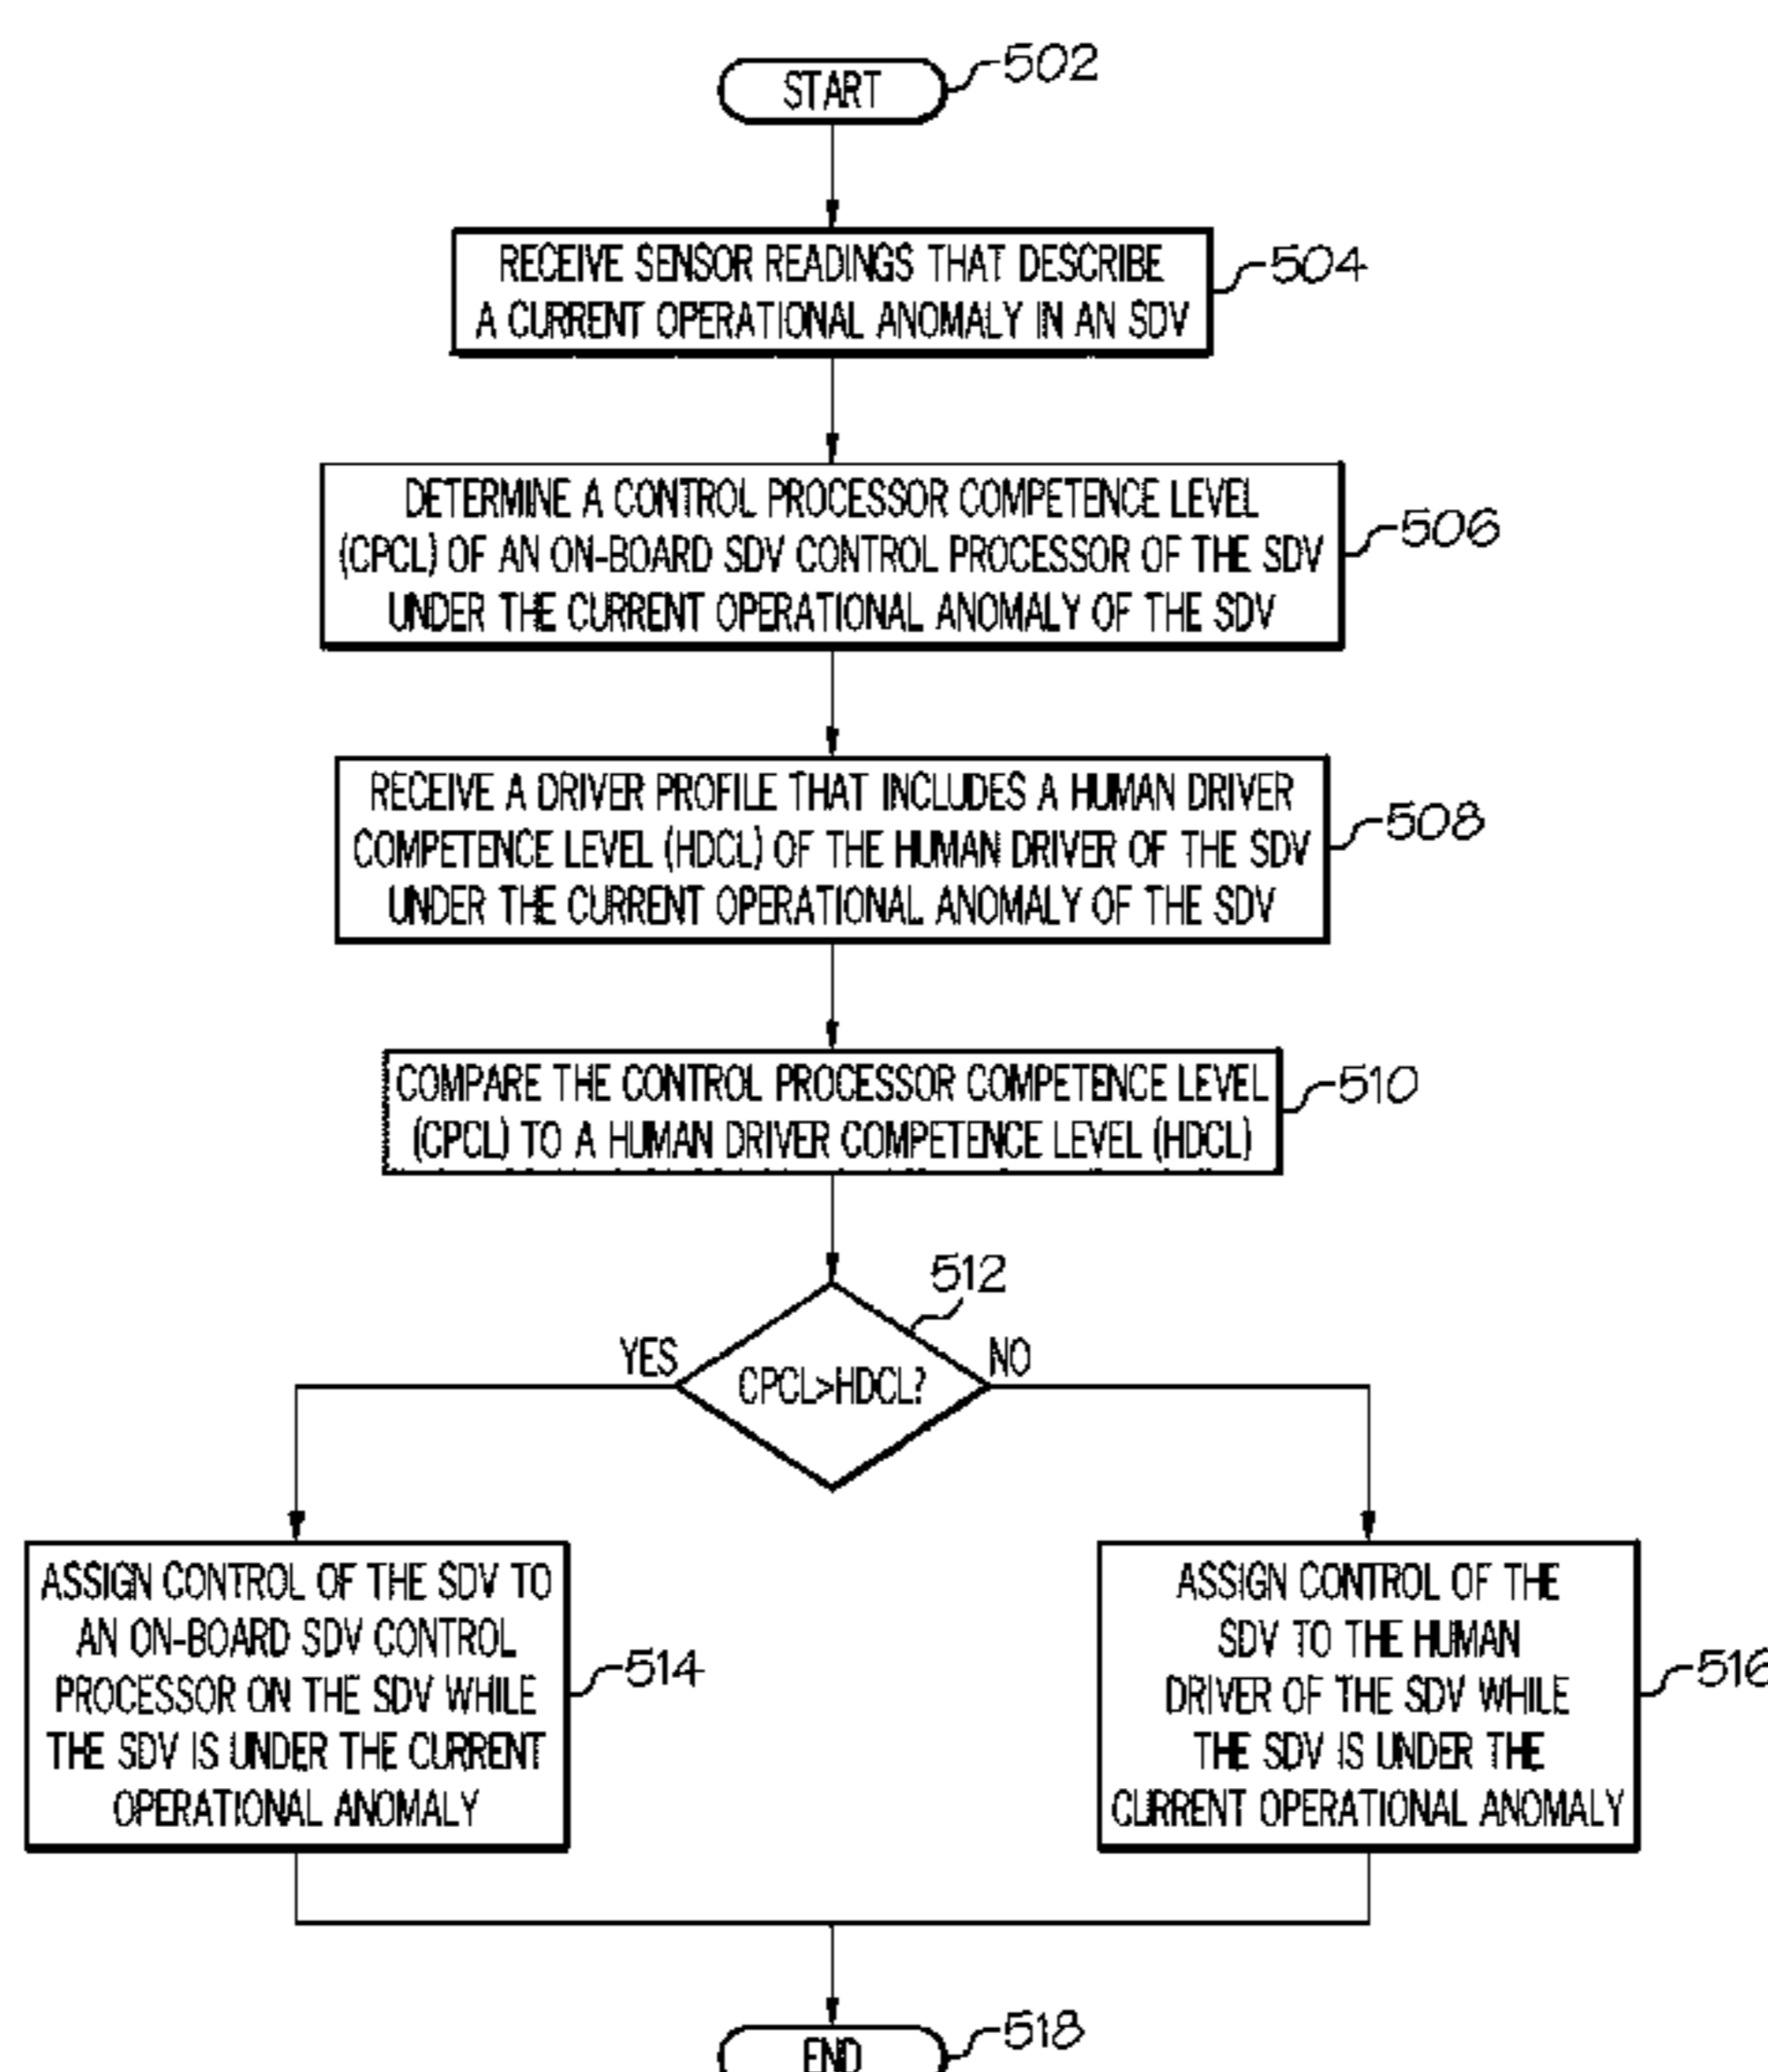 START
502
RECEIVE SENSOR READINGS THAT DESCRIBE
A CURRENT OPERATIONAL ANOMALY IN AN SDV
504
DETERMINE A CONTROL PROCESSOR COMPETENCE LEVEL
(CPCL) OF AN ON-BOARD SDV CONTROL PROCESSOR OF THE SDV
UNDER THE CURRENT OPERATIONAL ANOMALY OF THE SDV
506
RECEIVE A DRIVER PROFILE THAT INCLUDES A HUMAN DRIVER
COMPETENCE LEVEL (HDCL) OF THE HUMAN DRIVER OF THE SDV
UNDER THE CURRENT OPERATIONAL ANOMALY OF THE SDV
508
COMPARE THE CONTROL PROCESSOR COMPETENCE LEVEL
(CPCL) TO A HUMAN DRIVER COMPETENCE LEVEL (HDCL)
510
512
YES
CPCL>HDCL?
NO
ASSIGN CONTROL OF THE SDV TO
AN ON-BOARD SDV CONTROL
PROCESSOR ON THE SDV WHILE
THE SDV IS UNDER THE CURRENT
OPERATIONAL ANOMALY
514
ASSIGN CONTROL OF THE
SDV TO THE HUMAN
DRIVER OF THE SDV WHILE
THE SDV IS UNDER THE
CURRENT OPERATIONAL ANOMALY
516
END
518